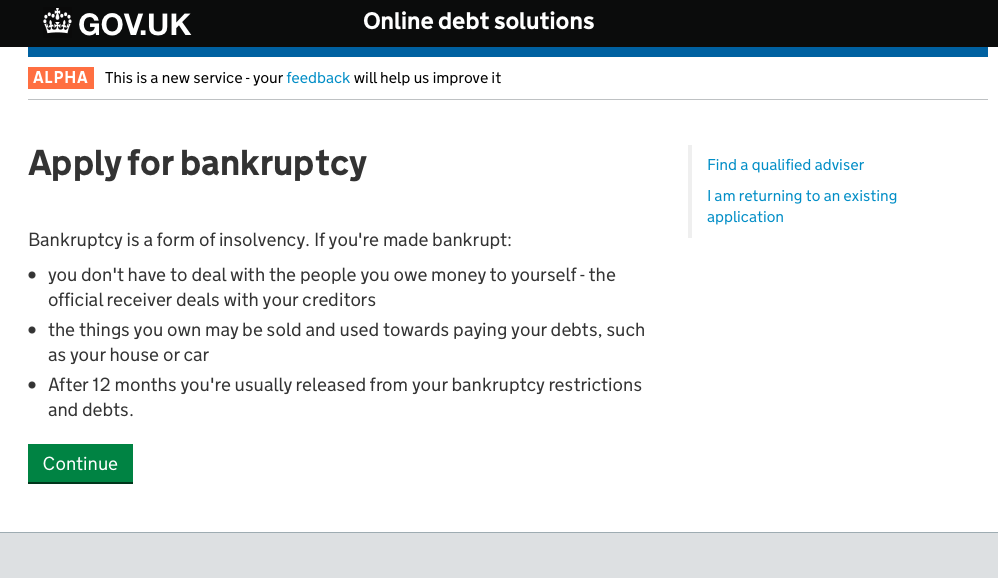 GOV.UK
Online debt solutions
ALPHA This is a new service - your feedback will help us improve it
Apply for bankruptcy
Bankruptcy is a form of insolvency. If you're made bankrupt:
you don't have to deal with the people you owe money to yourself - the
official receiver deals with your creditors
the things you own may be sold and used towards paying your debts, such
as your house or car
After 12 months you're usually released from your bankruptcy restrictions
and debts.
Continue
Find a qualified adviser
I am returning to an existing
application